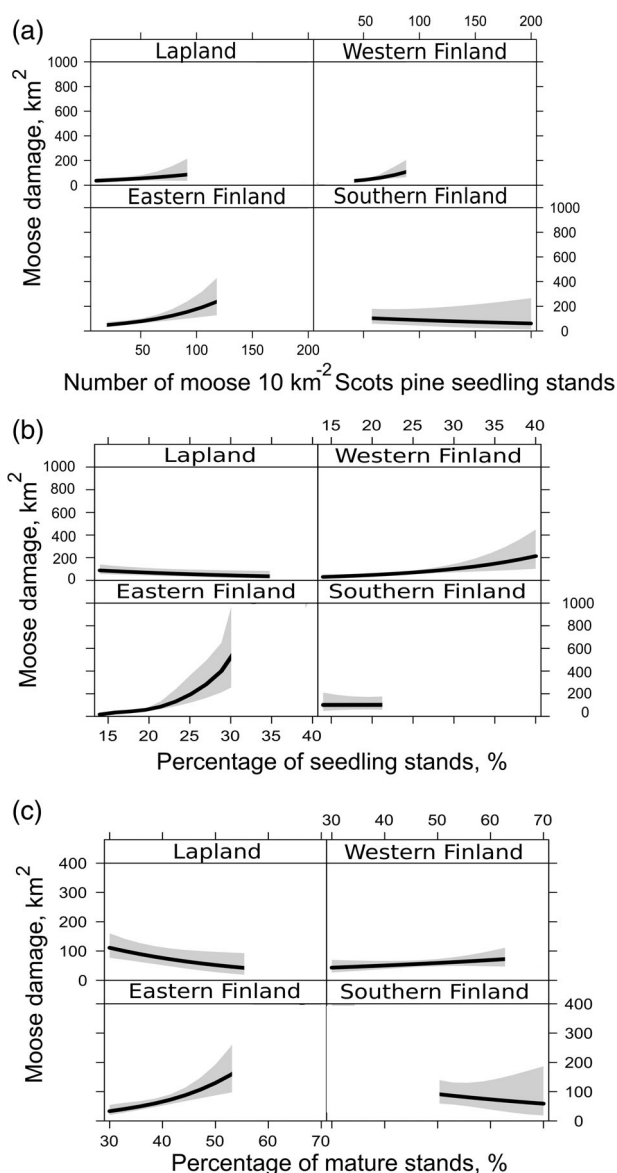 (a)
50 100 150 200
Lapland Western Finland
1000
800
600
400
200
0
Moose damage, km²
Eastern Finland Southern Finland
1000
800
600
400
200
0
50 100 150 200
Number of moose 10 km⁻² Scots pine seedling stands
(b)
15 20 25 30 35 40
Lapland Western Finland
1000
800
600
400
200
0
Moose damage, km²
Eastern Finland Southern Finland
1000
800
600
400
200
0
15 20 25 30 35 40
Percentage of seedling stands, %
(c)
30 40 50 60 70
Lapland Western Finland
400
300
200
100
0
Moose damage, km²
Eastern Finland Southern Finland
400
300
200
100
0
30 40 50 60 70
Percentage of mature stands, %